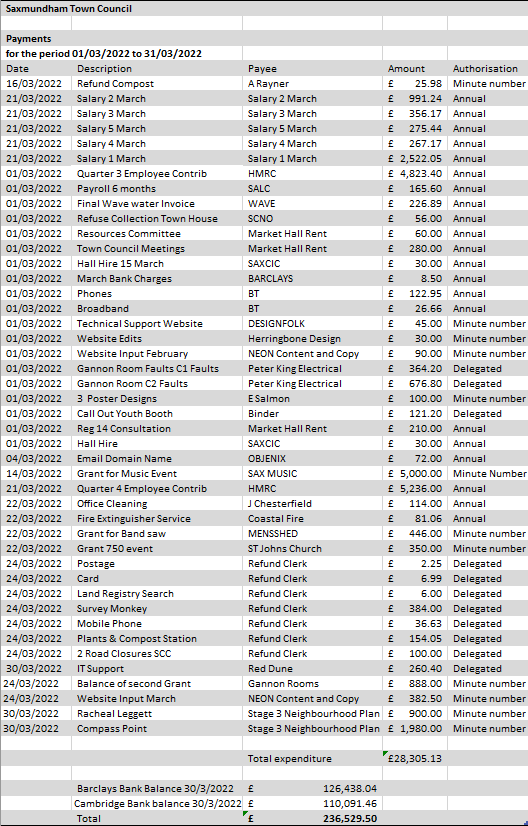 Saxmundham Town Council
Payments
for the period 01/03/2022 to 31/03/2022
Date Description Payee Amount Authorisation
16/03/2022 Refund Compost A Rayner £ 25.98 Minute number
21/03/2022 Salary 2 March Salary 2 March £ 991.24 Annual
21/03/2022 Salary 3 March Salary 3 March £ 356.17 Annual
21/03/2022 Salary 5 March Salary 5 March £ 275.44 Annual
21/03/2022 Salary 4 March Salary 4 March £ 267.17 Annual
21/03/2022 Salary 1 March Salary 1 March £ 2,522.05 Annual
01/03/2022 Quarter 3 Employee Contrib HMRC £ 4,823.40 Annual
01/03/2022 Payroll 6 months SALC £ 165.60 Annual
01/03/2022 Final Wave water Invoice WAVE £ 226.89 Annual
01/03/2022 Refuse Collection Town House SCNO £ 56.00 Annual
01/03/2022 Resources Committee Market Hall Rent £ 60.00 Annual
01/03/2022 Town Council Meetings Market Hall Rent £ 280.00 Annual
01/03/2022 Hall Hire 15 March SAXCIC £ 30.00 Annual
01/03/2022 March Bank Charges BARCLAYS £ 8.50 Annual
01/03/2022 Phones BT £ 122.95 Annual
01/03/2022 Broadband BT £ 26.66 Annual
01/03/2022 Technical Support Website DESIGNFOLK £ 45.00 Minute number
01/03/2022 Website Edits Herringbone Design £ 30.00 Minute number
01/03/2022 Website Input February NEON Content and Copy £ 90.00 Minute number
01/03/2022 Gannon Room Faults C1 Faults Peter King Electrical £ 364.20 Delegated
01/03/2022 Gannon Room C2 Faults Peter King Electrical £ 676.80 Delegated
01/03/2022 3 Poster Designs E Salmon £ 100.00 Minute number
01/03/2022 Call Out Youth Booth Binder £ 121.20 Delegated
01/03/2022 Reg 14 Consultation Market Hall Rent £ 210.00 Annual
01/03/2022 Hall Hire SAXCIC £ 30.00 Annual
04/03/2022 Email Domain Name OBJENIX £ 72.00 Annual
14/03/2022 Grant for Music Event SAX MUSIC £ 5,000.00 Minute Number
21/03/2022 Quarter 4 Employee Contrib HMRC £ 5,236.00 Annual
22/03/2022 Office Cleaning J Chesterfield £ 114.00 Annual
22/03/2022 Fire Extinguisher Service Coastal Fire £ 81.06 Annual
22/03/2022 Grant for Band saw MENSSHED £ 446.00 Minute number
22/03/2022 Grant 750 event ST Johns Church £ 350.00 Minute number
24/03/2022 Postage Refund Clerk £ 2.25 Delegated
24/03/2022 Card Refund Clerk £ 6.99 Delegated
24/03/2022 Land Registry Search Refund Clerk £ 6.00 Delegated
24/03/2022 Survey Monkey Refund Clerk £ 384.00 Delegated
24/03/2022 Mobile Phone Refund Clerk £ 36.63 Delegated
24/03/2022 Plants & Compost Station Refund Clerk £ 154.05 Delegated
24/03/2022 2 Road Closures SCC Refund Clerk £ 100.00 Delegated
30/03/2022 IT Support Red Dune £ 260.40 Delegated
24/03/2022 Balance of second Grant Gannon Rooms £ 888.00 Minute number
24/03/2022 Website Input March NEON Content and Copy £ 382.50 Minute number
30/03/2022 Racheal Leggett Stage 3 Neighbourhood Plan £ 900.00 Minute number
30/03/2022 Compass Point Stage 3 Neighbourhood Plan £ 1,980.00 Minute number
Total expenditure £28,305.13
Barclays Bank Balance 30/3/2022 £ 126,438.04
Cambridge Bank balance 30/3/2022 £ 110,091.46
Total £ 236,529.50